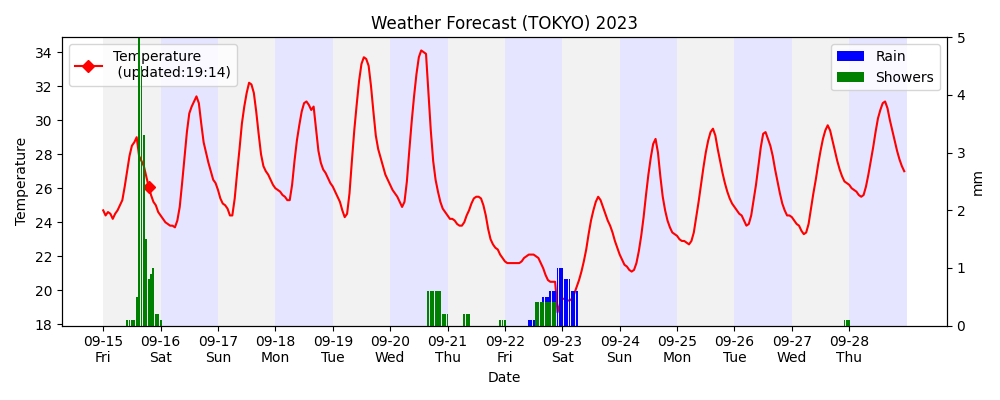 Weather Forecast (TOKYO) 2023
Temperature
(updated:19:14)
Rain
Showers
Temperature
34
32
30
28
26
24
22
20
18
5
4
3
2
1
0
mm
09-15 09-16 09-17 09-18 09-19 09-20 09-21 09-22 09-23 09-24 09-25 09-26 09-27 09-28
Fri Sat Sun Mon Tue Wed Thu Fri Sat Sun Mon Tue Wed Thu
Date